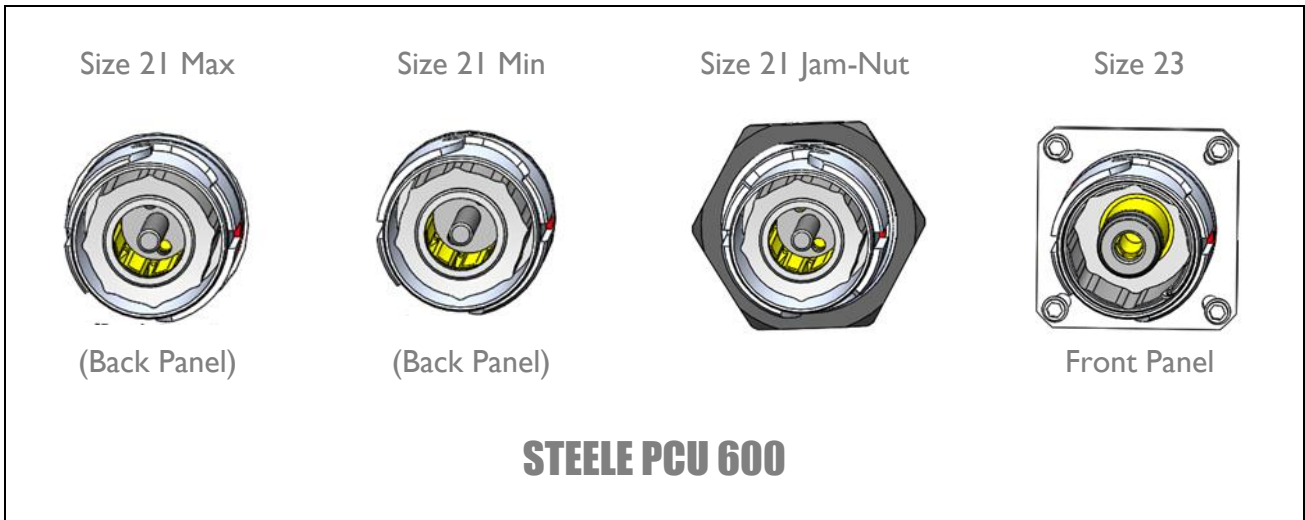 Size 21 Max
Size 21 Min
Size 21 Jam-Nut
Size 23
(Back Panel)
(Back Panel)
Front Panel
STEELE PCU 600